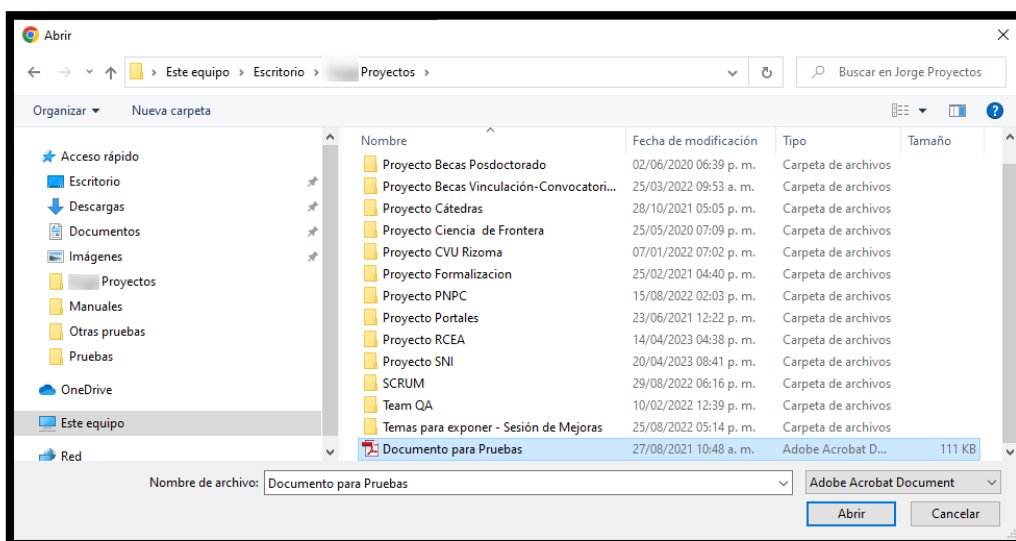 Abrir
Este equipo > Escritorio > Proyectos >
Buscar en Jorge Proyectos
Organizar
Nueva carpeta
Acceso rápido
Escritorio
Descargas
Documentos
Imágenes
Proyectos
Manuales
Otras pruebas
Pruebas
OneDrive
Este equipo
Red
Nombre Fecha de modificación Tipo Tamaño
Proyecto Becas Posdoctorado 02/06/2020 06:39 p. m. Carpeta de archivos
Proyecto Becas Vinculación-Convocatori... 25/03/2022 09:53 a. m. Carpeta de archivos
Proyecto Cátedras 28/10/2021 05:05 p. m. Carpeta de archivos
Proyecto Ciencia de Frontera 25/05/2020 07:09 p. m. Carpeta de archivos
Proyecto CVU Rizoma 07/01/2022 07:02 p. m. Carpeta de archivos
Proyecto Formalizacion 25/02/2021 04:40 p. m. Carpeta de archivos
Proyecto PNPC 15/08/2022 02:03 p. m. Carpeta de archivos
Proyecto Portales 23/06/2021 12:22 p. m. Carpeta de archivos
Proyecto RCEA 14/04/2023 04:38 p. m. Carpeta de archivos
Proyecto SNI 20/04/2023 08:41 p. m. Carpeta de archivos
SCRUM 29/08/2022 06:16 p. m. Carpeta de archivos
Team QA 10/02/2022 12:39 p. m. Carpeta de archivos
Temas para exponer - Sesión de Mejoras 25/08/2022 05:14 p. m. Carpeta de archivos
Documento para Pruebas 27/08/2021 10:48 a. m. Adobe Acrobat D... 111 KB
Nombre de archivo: Documento para Pruebas
Adobe Acrobat Document
Abrir
Cancelar